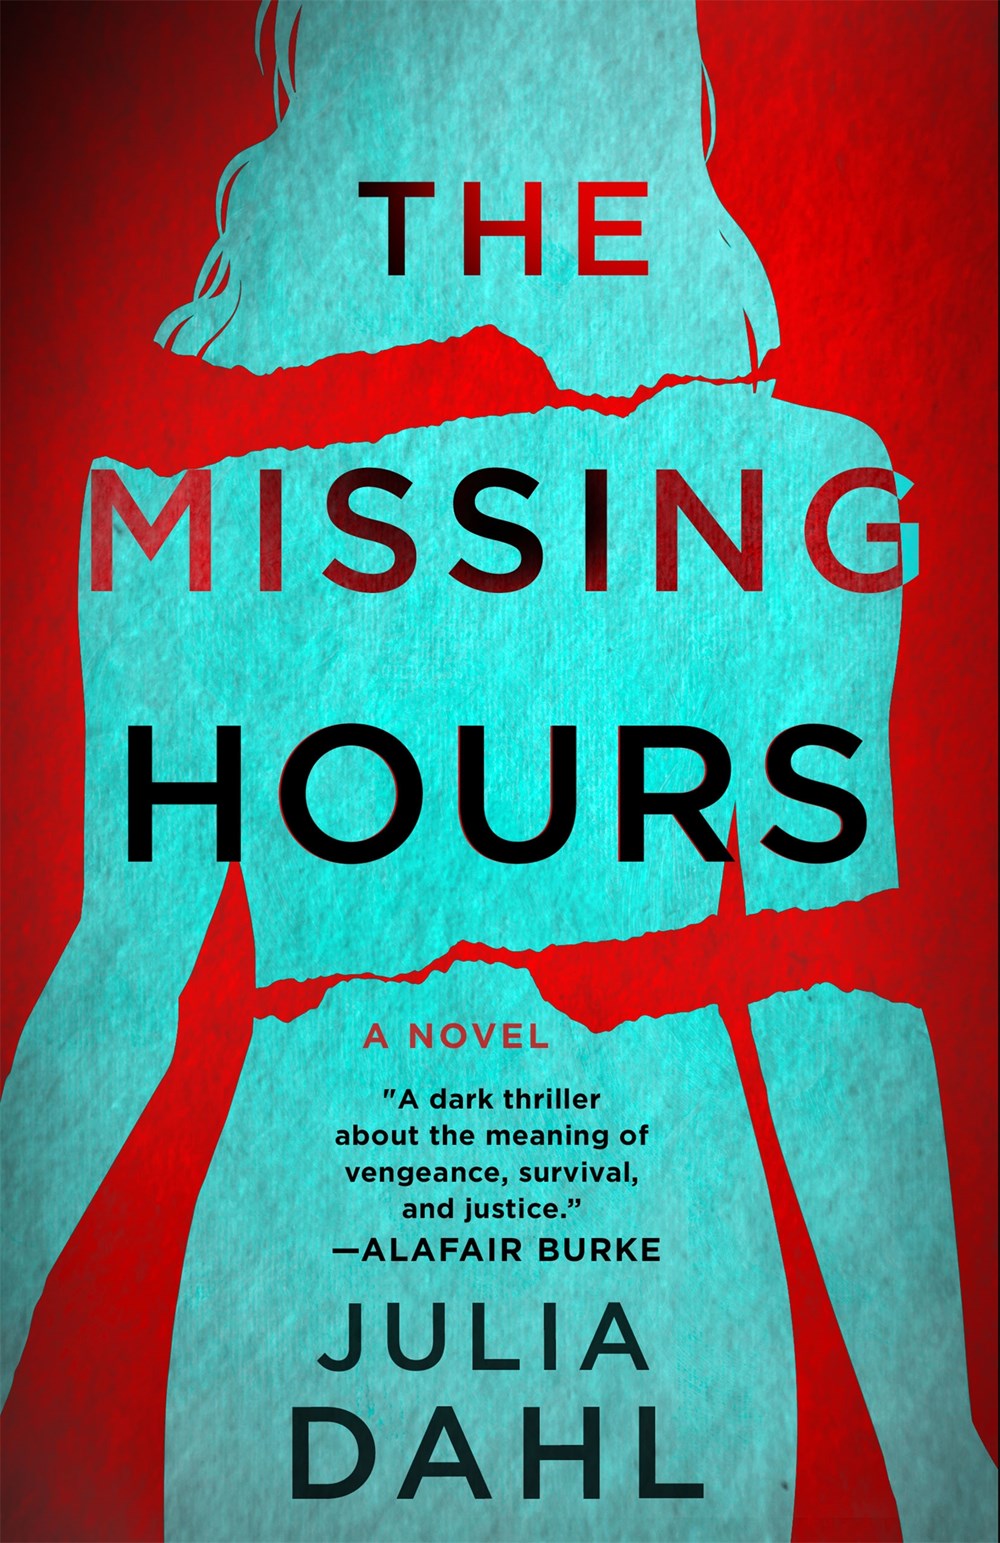 THE
MISSING
HOURS
A NOVEL
"A dark thriller
about the meaning of
vengeance, survival,
and justice.”
—ALAFAIR BURKE
JULIA
DAHL